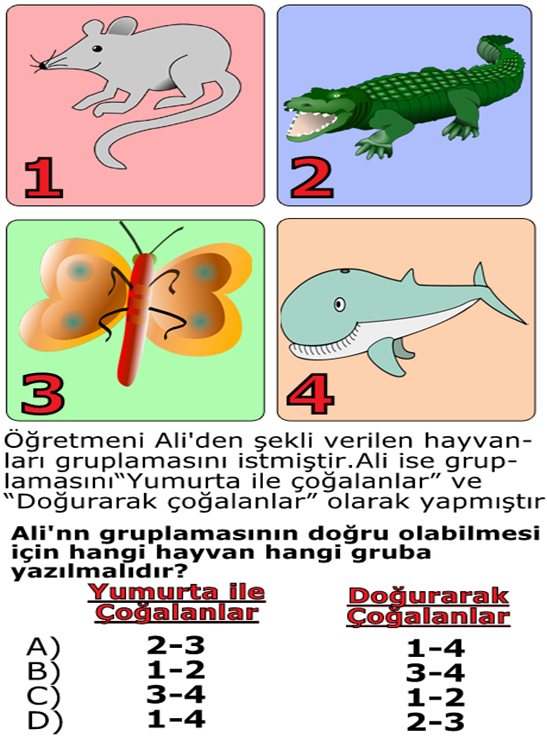 1
2
3
4
Öğretmeni Ali'den şekli verilen hayvan-
ları gruplamasını istmiştir.Ali ise grup-
lamasını“Yumurta ile çoğalanlar” ve
“Doğurarak çoğalanlar” olarak yapmıştır
Ali'nn gruplamasının doğru olabilmesi
için hangi hayvan hangi gruba
yazılmalıdır?
Yumurta ile Çoğalanlar
Doğurarak Çoğalanlar
A) 2-3 1-4
B) 1-2 3-4
C) 3-4 1-2
D) 1-4 2-3